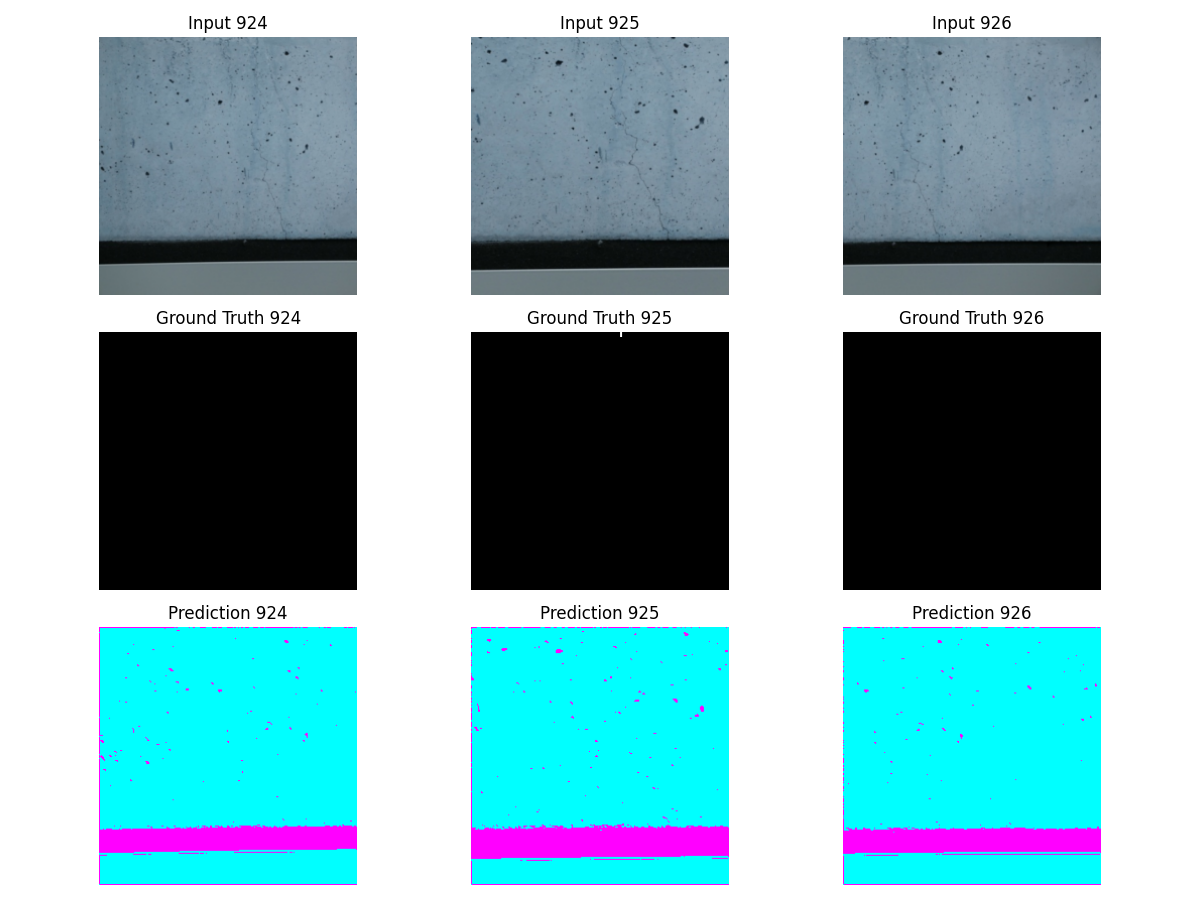 Input 924
Input 925
Input 926
Ground Truth 924
Ground Truth 925
Ground Truth 926
Prediction 924
Prediction 925
Prediction 926